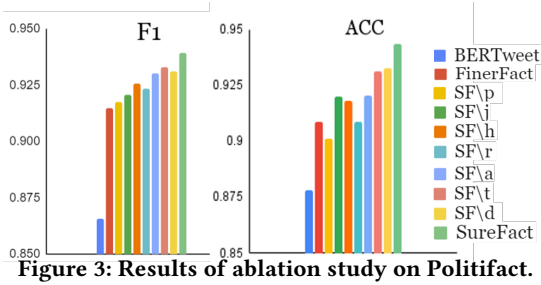 F1
0.950
0.925
0.900
0.875
0.850
ACC
0.95
0.925
0.9
0.875
0.85
BERTweet
FinerFact
SF\p
SF\j
SF\h
SF\r
SF\a
SF\t
SF\d
SureFact
Figure 3: Results of ablation study on Politifact.